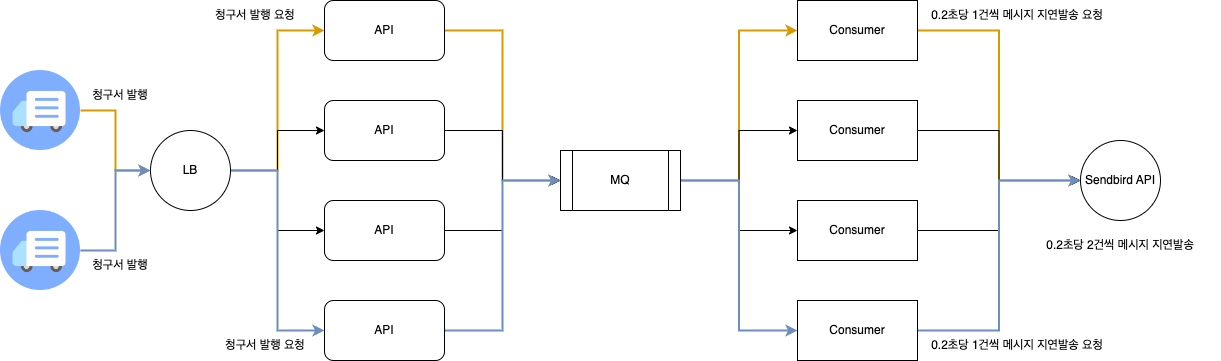 청구서 발행 요청
API
Consumer
0.2초당 1건씩 메시지 지연발송 요청
청구서 발행
API
Consumer
LB
MQ
Sendbird API
API
Consumer
0.2초당 2건씩 메시지 지연발송
청구서 발행
API
Consumer
청구서 발행 요청
0.2초당 1건씩 메시지 지연발송 요청